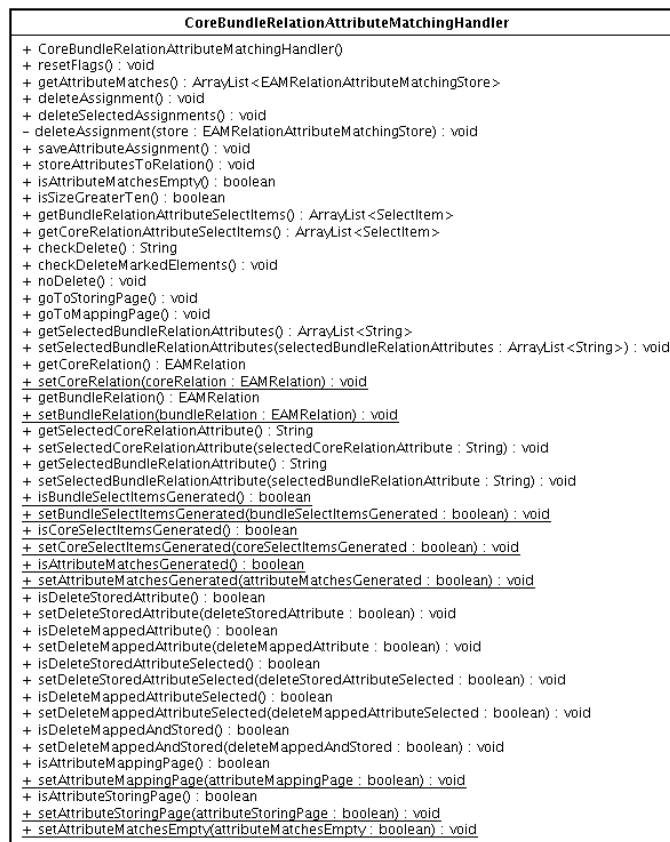 CoreBundleRelationAttributeMatchingHandler
+ CoreBundleRelationAttributeMatchingHandler()
+ resetFlags() : void
+ getAttributeMatches() : ArrayList<EAMRelationAttributeMatchingStore>
+ deleteAssignment() : void
+ deleteSelectedAssignments() : void
- deleteAssignment(store : EAMRelationAttributeMatchingStore) : void
+ saveAttributeAssignment() : void
+ storeAttributesToRelation() : void
+ isAttributeMatchesEmpty() : boolean
+ isSizeGreaterTen() : boolean
+ getBundleRelationAttributeSelectItems() : ArrayList<SelectItem>
+ getCoreRelationAttributeSelectItems() : ArrayList<SelectItem>
+ checkDelete() : String
+ checkDeleteMarkedElements() : void
+ noDelete() : void
+ goToStoringPage() : void
+ goToMappingPage() : void
+ getSelectedBundleRelationAttributes() : ArrayList<String>
+ setSelectedBundleRelationAttributes(selectedBundleRelationAttributes : ArrayList<String>) : void
+ getCoreRelation() : EAMRelation
+ setCoreRelation(coreRelation : EAMRelation) : void
+ getBundleRelation() : EAMRelation
+ setBundleRelation(bundleRelation : EAMRelation) : void
+ getSelectedCoreRelationAttribute() : String
+ setSelectedCoreRelationAttribute(selectedCoreRelationAttribute : String) : void
+ getSelectedBundleRelationAttribute() : String
+ setSelectedBundleRelationAttribute(selectedBundleRelationAttribute : String) : void
+ isBundleSelectItemsGenerated() : boolean
+ setBundleSelectItemsGenerated(bundleSelectItemsGenerated : boolean) : void
+ isCoreSelectItemsGenerated() : boolean
+ setCoreSelectItemsGenerated(coreSelectItemsGenerated : boolean) : void
+ isAttributeMatchesGenerated() : boolean
+ setAttributeMatchesGenerated(attributeMatchesGenerated : boolean) : void
+ isDeleteStoredAttribute() : boolean
+ setDeleteStoredAttribute(deleteStoredAttribute : boolean) : void
+ isDeleteMappedAttribute() : boolean
+ setDeleteMappedAttribute(deleteMappedAttribute : boolean) : void
+ isDeleteStoredAttributeSelected() : boolean
+ setDeleteStoredAttributeSelected(deleteStoredAttributeSelected : boolean) : void
+ isDeleteMappedAttributeSelected() : boolean
+ setDeleteMappedAttributeSelected(deleteMappedAttributeSelected : boolean) : void
+ isDeleteMappedAndStored() : boolean
+ setDeleteMappedAndStored(deleteMappedAndStored : boolean) : void
+ isAttributeMappingPage() : boolean
+ setAttributeMappingPage(attributeMappingPage : boolean) : void
+ isAttributeStoringPage() : boolean
+ setAttributeStoringPage(attributeStoringPage : boolean) : void
+ setAttributeMatchesEmpty(attributeMatchesEmpty : boolean) : void